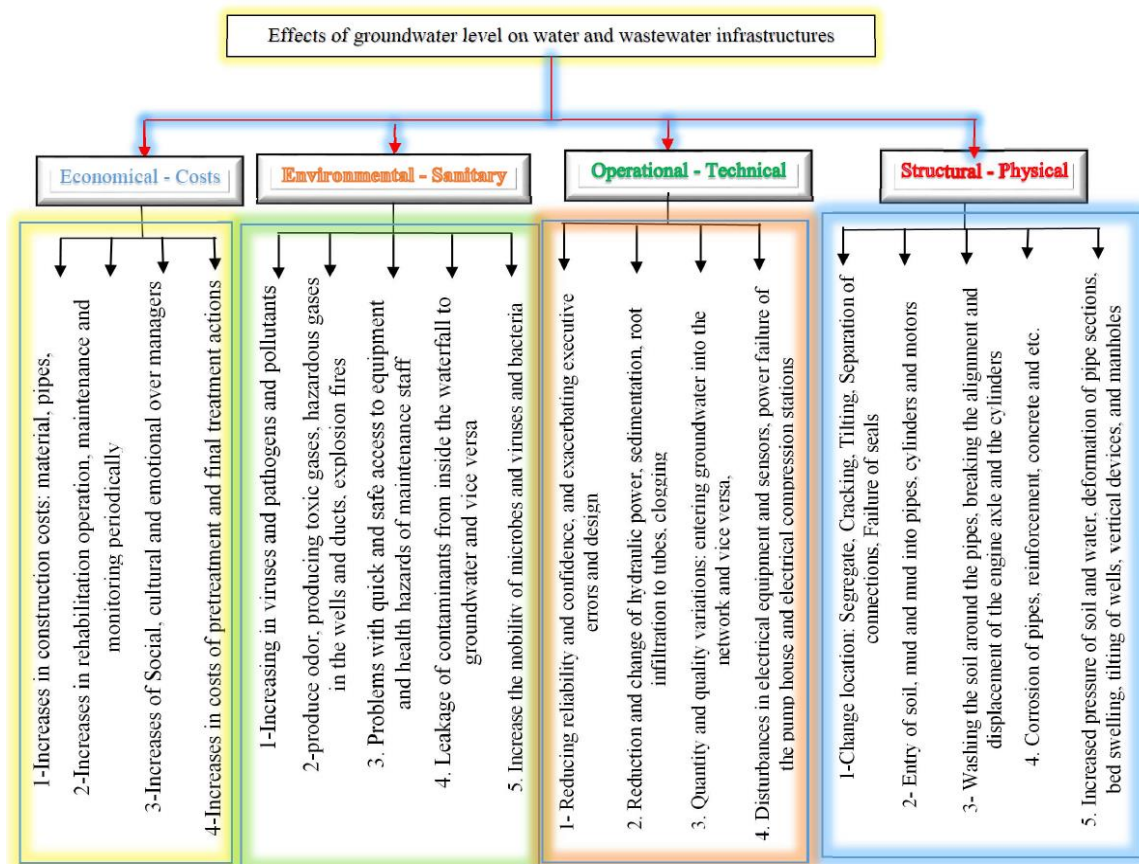 Effects of groundwater level on water and wastewater infrastructures
Economical - Costs
Environmental - Sanitary
Operational - Technical
Structural - Physical
1-Increases in construction costs: material, pipes,
2-Increases in rehabilitation operation, maintenance and
monitoring periodically
3-Increases of Social, cultural and emotional over managers
4-Increases in costs of pretreatment and final treatment actions
1-Increasing in viruses and pathogens and pollutants
2-produce odor, producing toxic gases, hazardous gases
in the wells and ducts, explosion fires
3. Problems with quick and safe access to equipment
and health hazards of maintenance staff
4. Leakage of contaminants from inside the waterfall to
groundwater and vice versa
5. Increase the mobility of microbes and viruses and bacteria
1- Reducing reliability and confidence, and exacerbating executive
errors and design
2. Reduction and change of hydraulic power, sedimentation, root
infiltration to tubes, clogging
3. Quantity and quality variations: entering groundwater into the
network and vice versa,
4. Disturbances in electrical equipment and sensors, power failure of
the pump house and electrical compression stations
1-Change location: Segregate, Cracking, Tilting, Separation of
connections, Failure of seals
2- Entry of soil, mud and mud into pipes, cylinders and motors
3- Washing the soil around the pipes, breaking the alignment and
displacement of the engine axle and the cylinders
4. Corrosion of pipes, reinforcement, concrete and etc.
5. Increased pressure of soil and water, deformation of pipe sections,
bed swelling, tilting of wells, vertical devices, and manholes